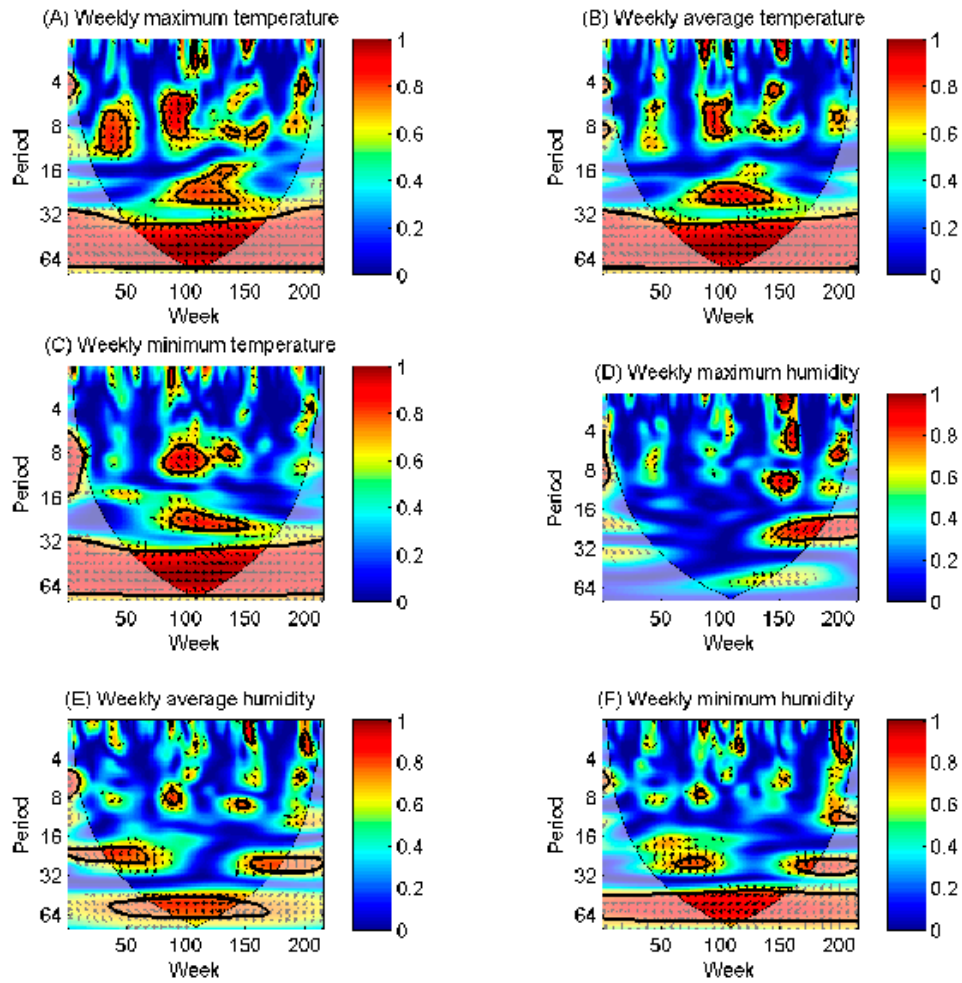 (A) Weekly maximum temperature
Period
4
8
16
32
64
50 100 150 200
Week
1
0.8
0.6
0.4
0.2
0
(B) Weekly average temperature
Period
4
8
16
32
64
50 100 150 200
Week
1
0.8
0.6
0.4
0.2
0
(C) Weekly minimum temperature
Period
4
8
16
32
64
50 100 150 200
Week
1
0.8
0.6
0.4
0.2
0
(D) Weekly maximum humidity
Period
4
8
16
32
64
50 100 150 200
Week
1
0.8
0.6
0.4
0.2
0
(E) Weekly average humidity
Period
4
8
16
32
64
50 100 150 200
Week
1
0.8
0.6
0.4
0.2
0
(F) Weekly minimum humidity
Period
4
8
16
32
64
50 100 150 200
Week
1
0.8
0.6
0.4
0.2
0